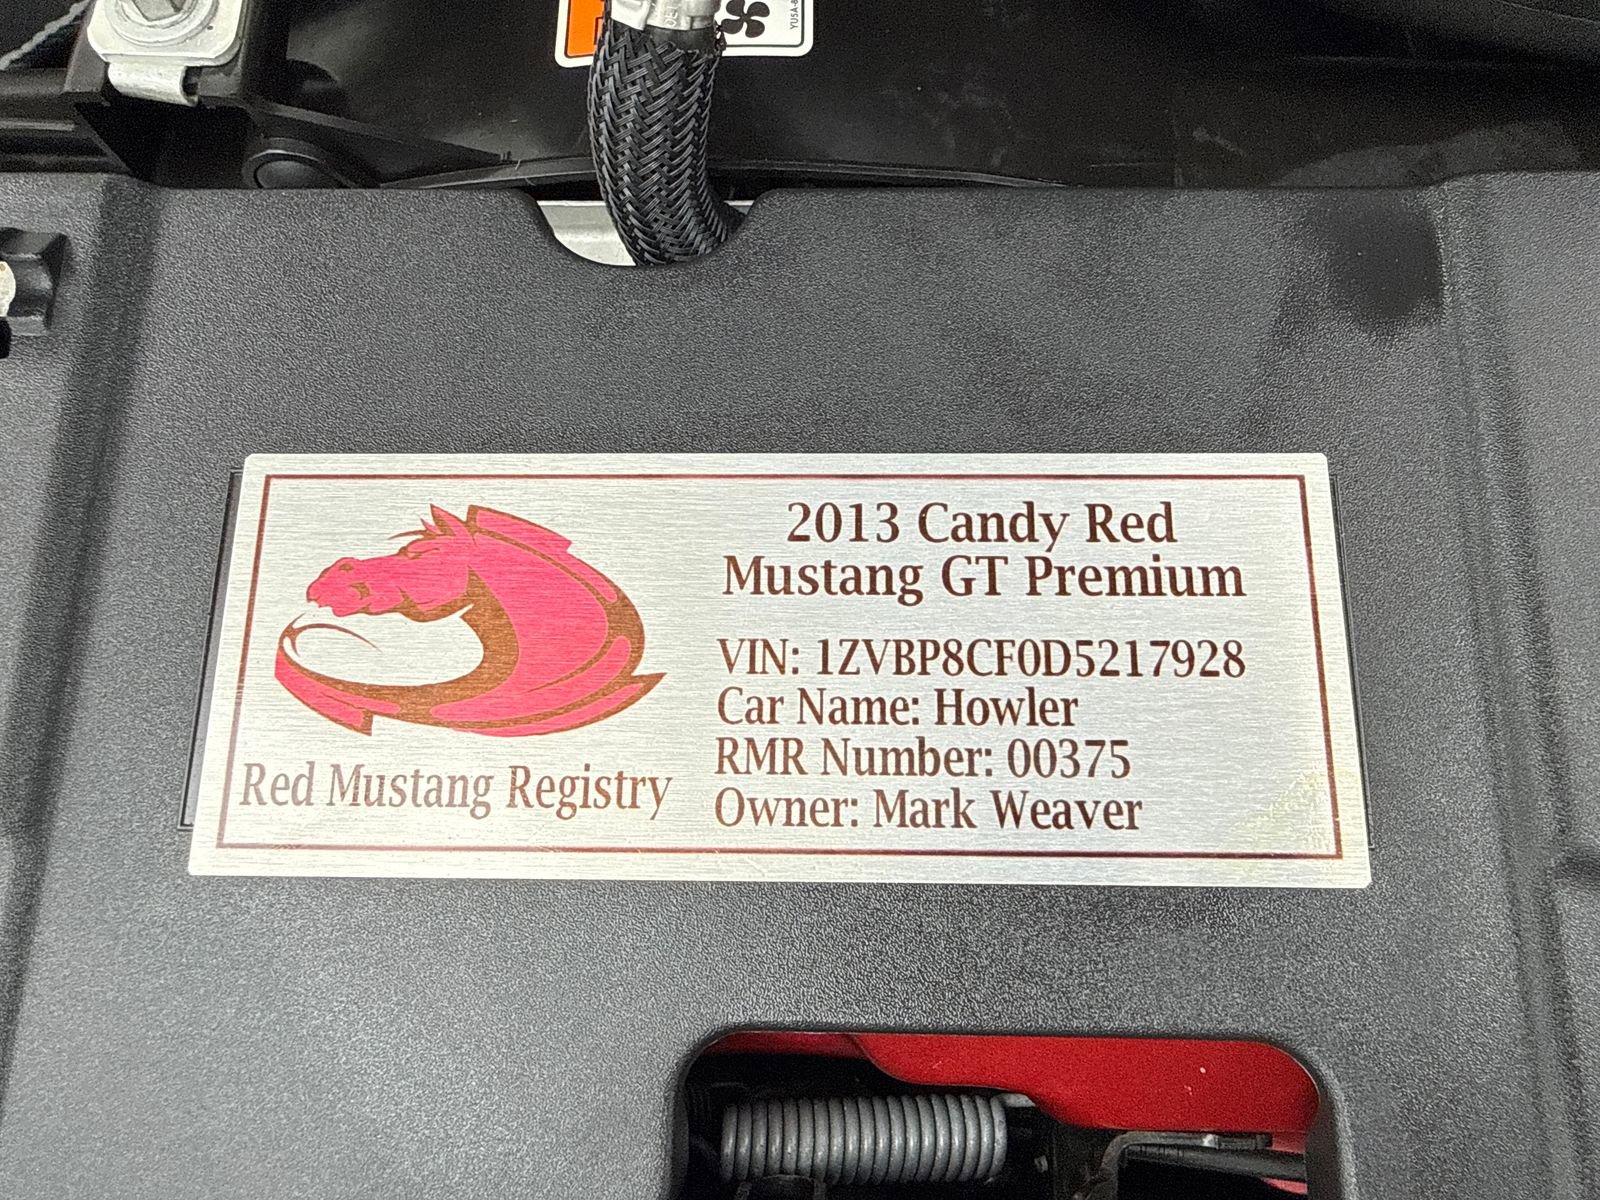 2013 Candy Red
Mustang GT Premium
VIN: 1ZVBP8CF0D5217928
Car Name: Howler
RMR Number: 00375
Owner: Mark Weaver
Red Mustang Registry